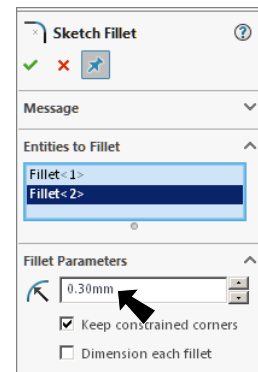 Sketch Fillet
Message
Entities to Fillet
Fillet<1>
Fillet<2>
Fillet Parameters
0.30mm
Keep constrained corners
Dimension each fillet